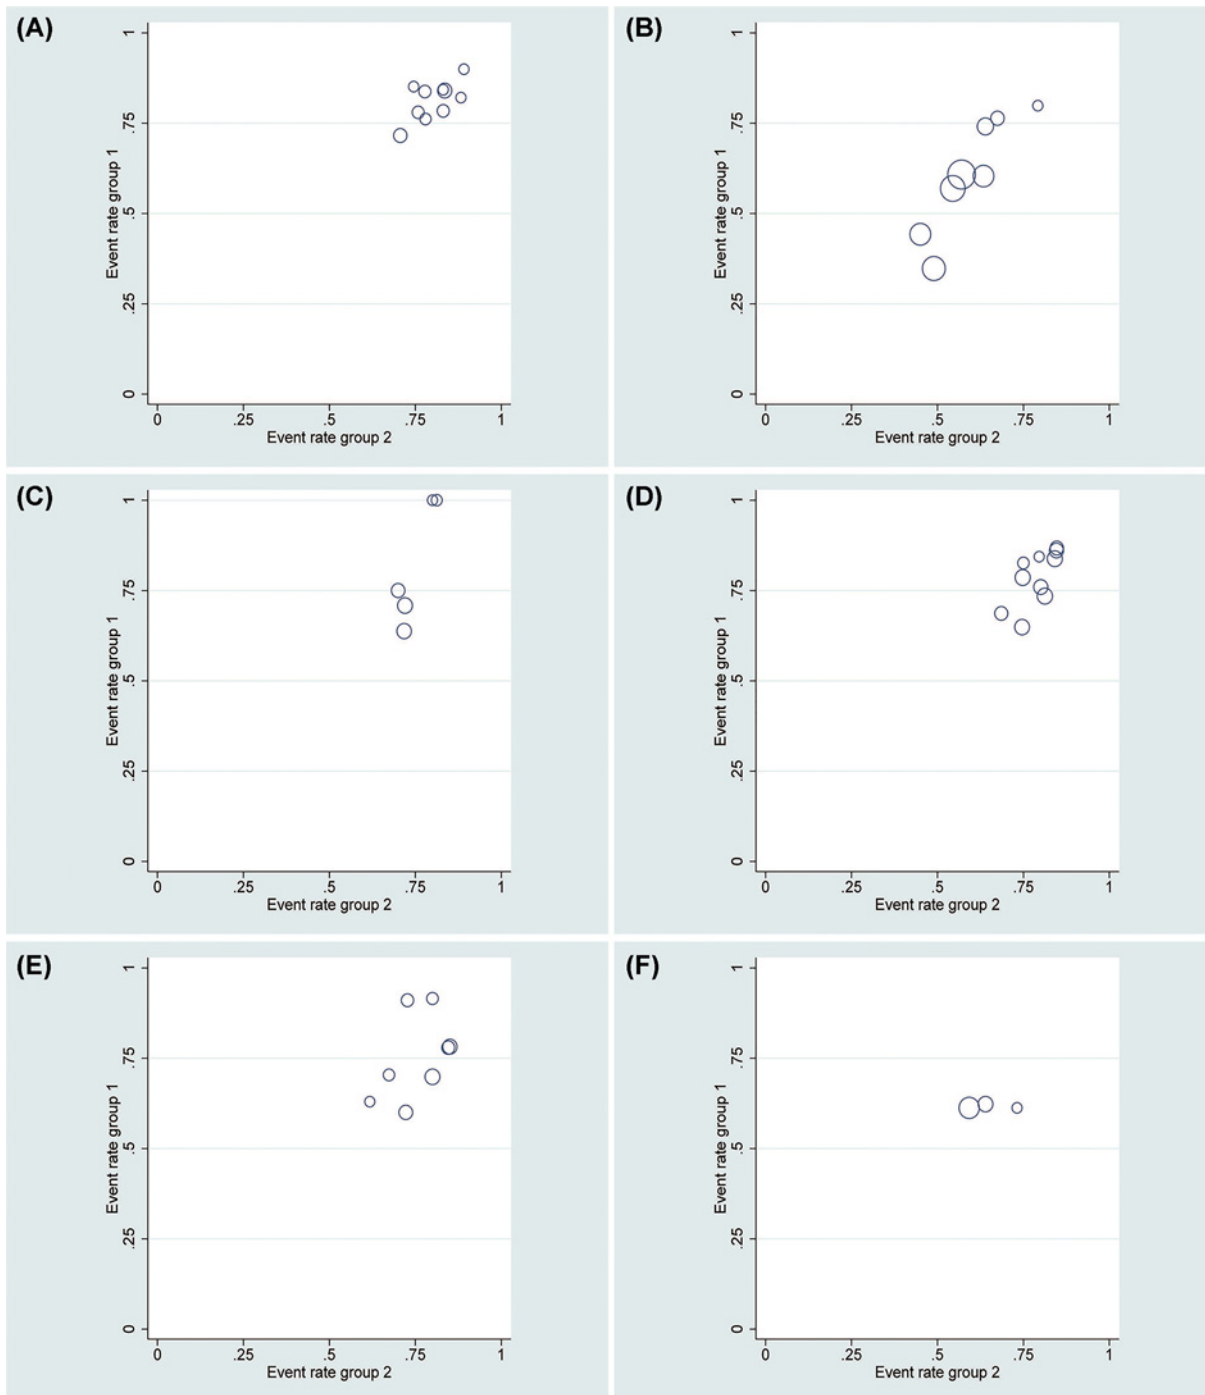 (A)
1
.75
.5
.25
0
Event rate group 1
0 .25 .5 .75 1
Event rate group 2
(B)
1
.75
.5
.25
0
Event rate group 1
0 .25 .5 .75 1
Event rate group 2
(C)
1
.75
.5
.25
0
Event rate group 1
0 .25 .5 .75 1
Event rate group 2
(D)
1
.75
.5
.25
0
Event rate group 1
0 .25 .5 .75 1
Event rate group 2
(E)
1
.75
.5
.25
0
Event rate group 1
0 .25 .5 .75 1
Event rate group 2
(F)
1
.75
.5
.25
0
Event rate group 1
0 .25 .5 .75 1
Event rate group 2